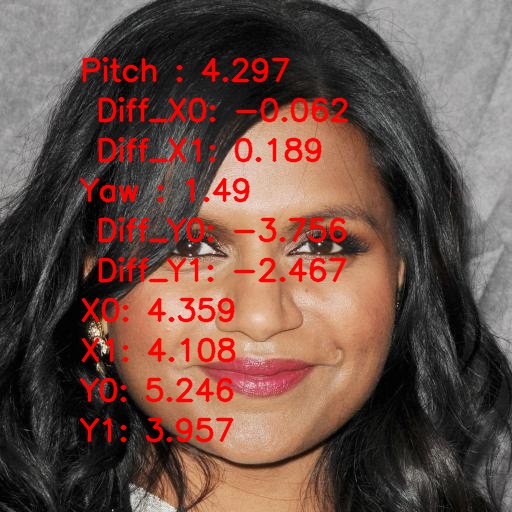 Pitch : 4.297
Diff_X0: -0.062
Diff_X1: 0.189
Yaw : 1.49
Diff_Y0: -3.756
Diff_Y1: -2.467
X0: 4.359
X1: 4.108
Y0: 5.246
Y1: 3.957